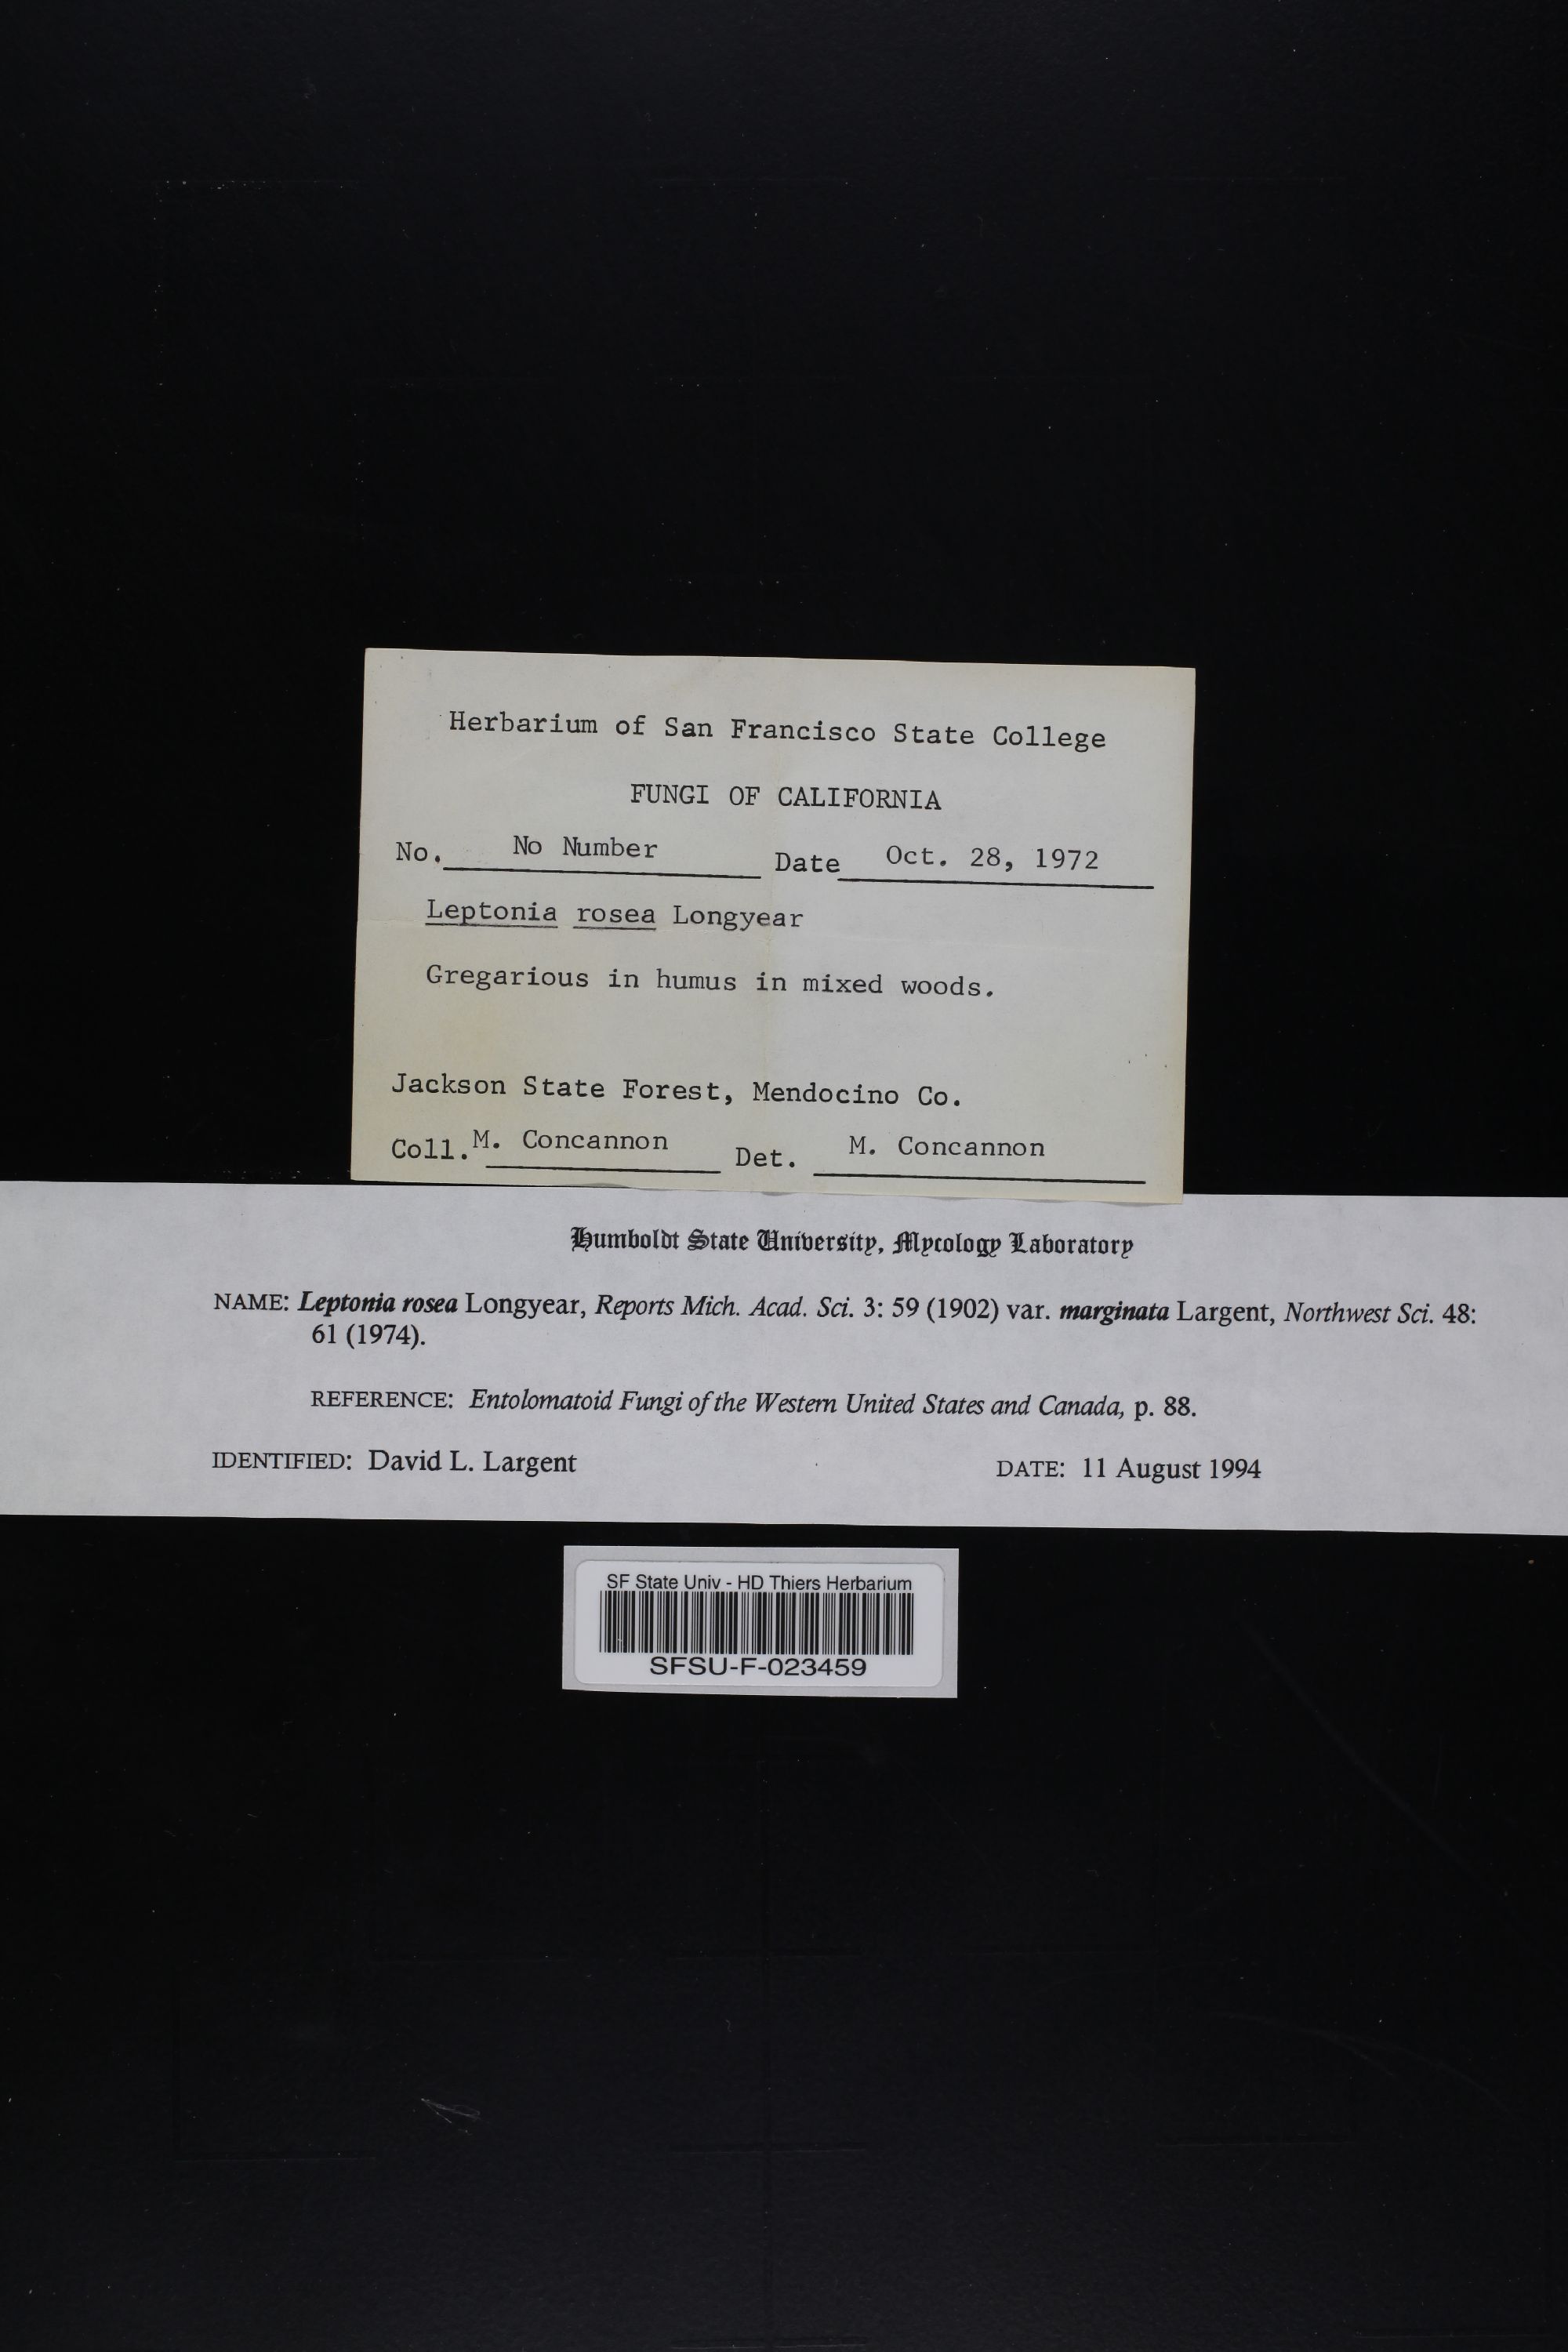 Herbarium of San Francisco State College
FUNGI OF CALIFORNIA
No. No Number Date Oct. 28, 1972
Leptonia rosea Longyear
Gregarious in humus in mixed woods.
Jackson State Forest, Mendocino Co.
Coll. M. Concannon Det. M. Concannon
Humboldt State University, Mycology Laboratory
NAME: Leptonia rosea Longyear, Reports Mich. Acad. Sci. 3: 59 (1902) var. marginata Largent, Northwest Sci. 48:
61 (1974).
REFERENCE: Entolomatoid Fungi of the Western United States and Canada, p. 88.
IDENTIFIED: David L. Largent DATE: 11 August 1994
SF State Univ - HD Thiers Herbarium
SFSU-F-023459